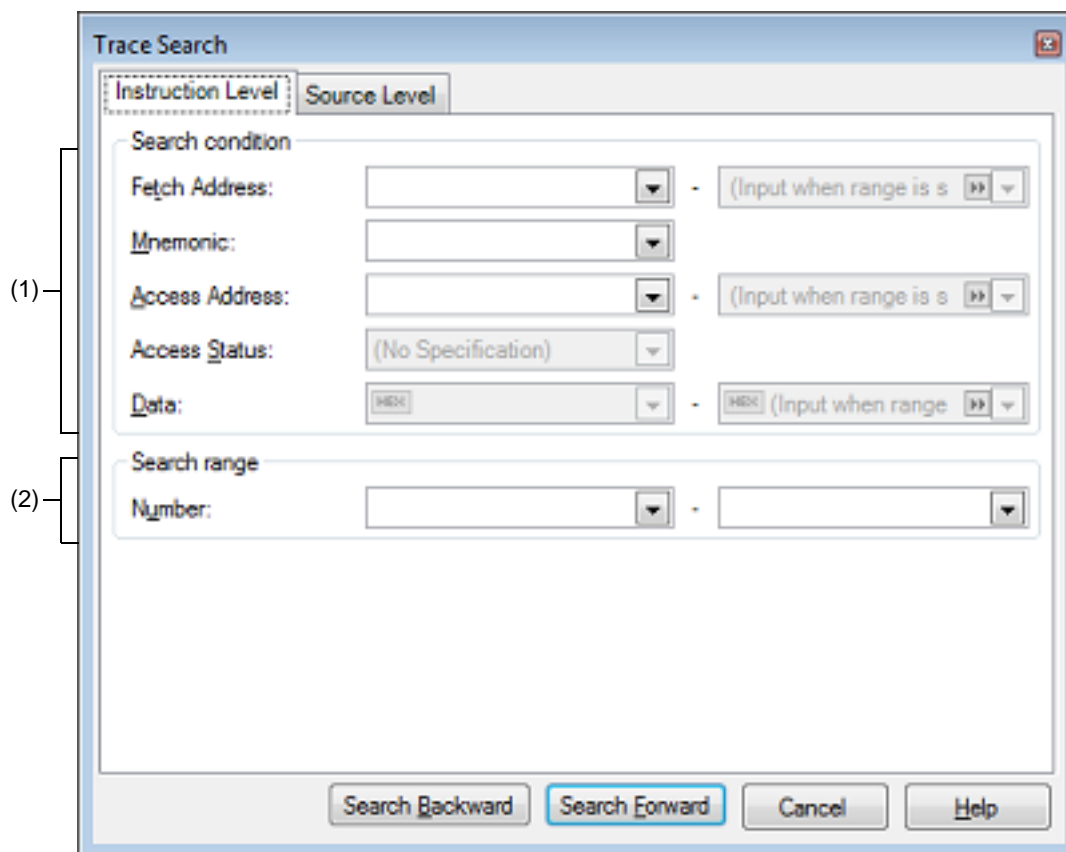 Trace Search
Instruction Level Source Level
(1)
Search condition
Fetch Address: - (Input when range is s
Mnemonic:
Access Address: - (Input when range is s
Access Status: (No Specification)
Data: HEX - HEX (Input when range
(2)
Search range
Number: -
Search Backward Search Forward Cancel Help